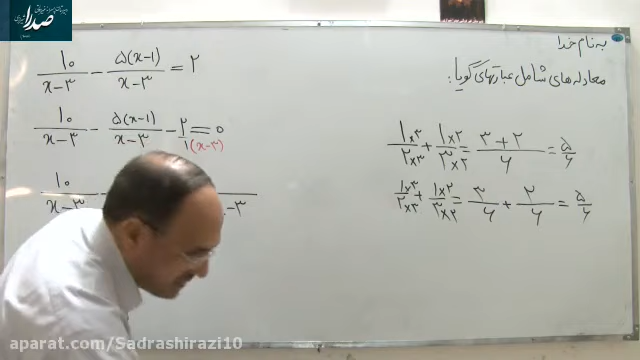 صدرا
به نام خدا
معادله های شامل عبارتهای گویا:
۱۰/(x-۳) - ۵(x-۱)/(x-۳) = ۲
۱۰/(x-۳) - ۵(x-۱)/(x-۳) - ۲/۱(x-۳) = ۰
۱۰/(x-۳) -
-۳
۱×۳/۲×۳ + ۱×۲/۳×۲ = ۳+۲/۶ = ۵/۶
۱×۳/۲×۳ + ۱×۲/۳×۲ = ۳/۶ + ۲/۶ = ۵/۶
aparat.com/Sadrashirazi10